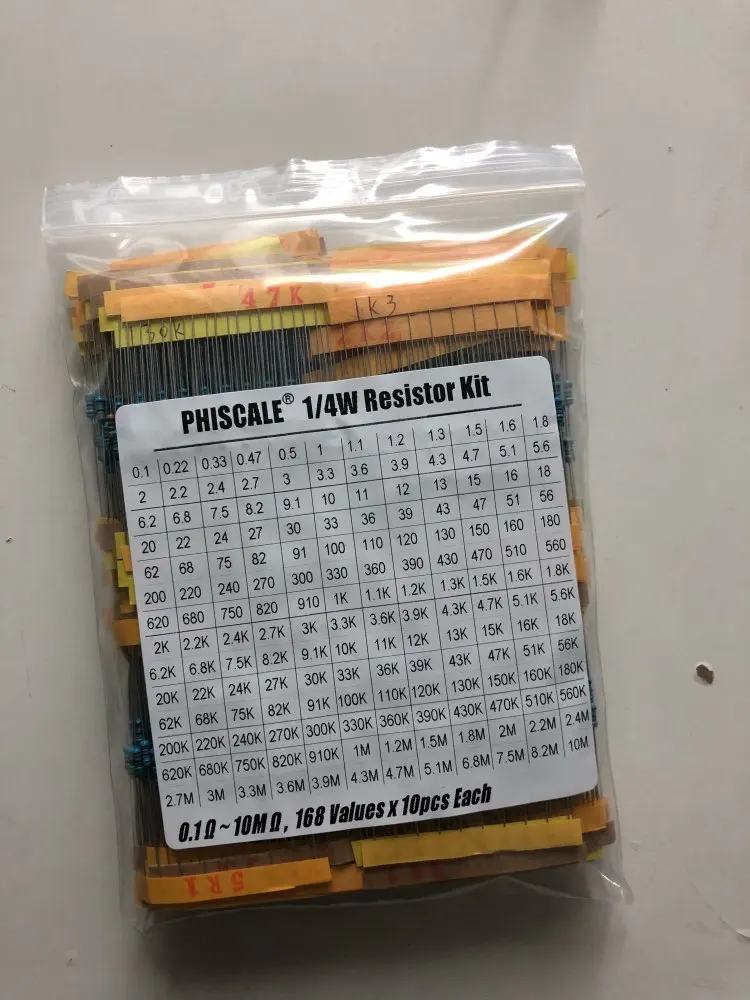 47K
1K3
30K
2K2
PHISCALE® 1/4W Resistor Kit
0.1 0.22 0.33 0.47 0.5 1 1.1 1.2 1.3 1.5 1.6 1.8
2 2.2 2.4 2.7 3 3.3 3.6 3.9 4.3 4.7 5.1 5.6
6.2 6.8 7.5 8.2 9.1 10 11 12 13 15 16 18
20 22 24 27 30 33 36 39 43 47 51 56
62 68 75 82 91 100 110 120 130 150 160 180
200 220 240 270 300 330 360 390 430 470 510 560
620 680 750 820 910 1K 1.1K 1.2K 1.3K 1.5K 1.6K 1.8K
2K 2.2K 2.4K 2.7K 3K 3.3K 3.6K 3.9K 4.3K 4.7K 5.1K 5.6K
6.2K 6.8K 7.5K 8.2K 9.1K 10K 11K 12K 13K 15K 16K 18K
20K 22K 24K 27K 30K 33K 36K 39K 43K 47K 51K 56K
62K 68K 75K 82K 91K 100K 110K 120K 130K 150K 160K 180K
200K 220K 240K 270K 300K 330K 360K 390K 430K 470K 510K 560K
620K 680K 750K 820K 910K 1M 1.2M 1.5M 1.8M 2M 2.2M 2.4M
2.7M 3M 3.3M 3.6M 3.9M 4.3M 4.7M 5.1M 6.8M 7.5M 8.2M 10M
0.1Ω~10MΩ, 168 Values x 10pcs Each
5R1